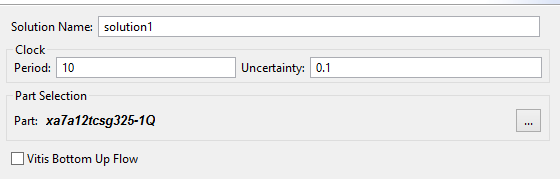 Solution Name: solution1
Clock
Period: 10 Uncertainty: 0.1
Part Selection
Part: xa7a12tcsg325-1Q ...
Vitis Bottom Up Flow